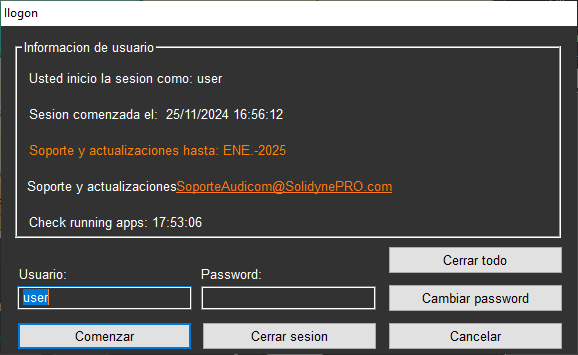 llogon
Informacion de usuario
Usted inicio la sesion como: user
Sesion comenzada el: 25/11/2024 16:56:12
Soporte y actualizaciones hasta: ENE.-2025
Soporte y actualizacionesSoporteAudicom@SolidynePRO.com
Check running apps: 17:53:06
Cerrar todo
Usuario: Password:
user Cambiar password
Comenzar Cerrar sesion Cancelar